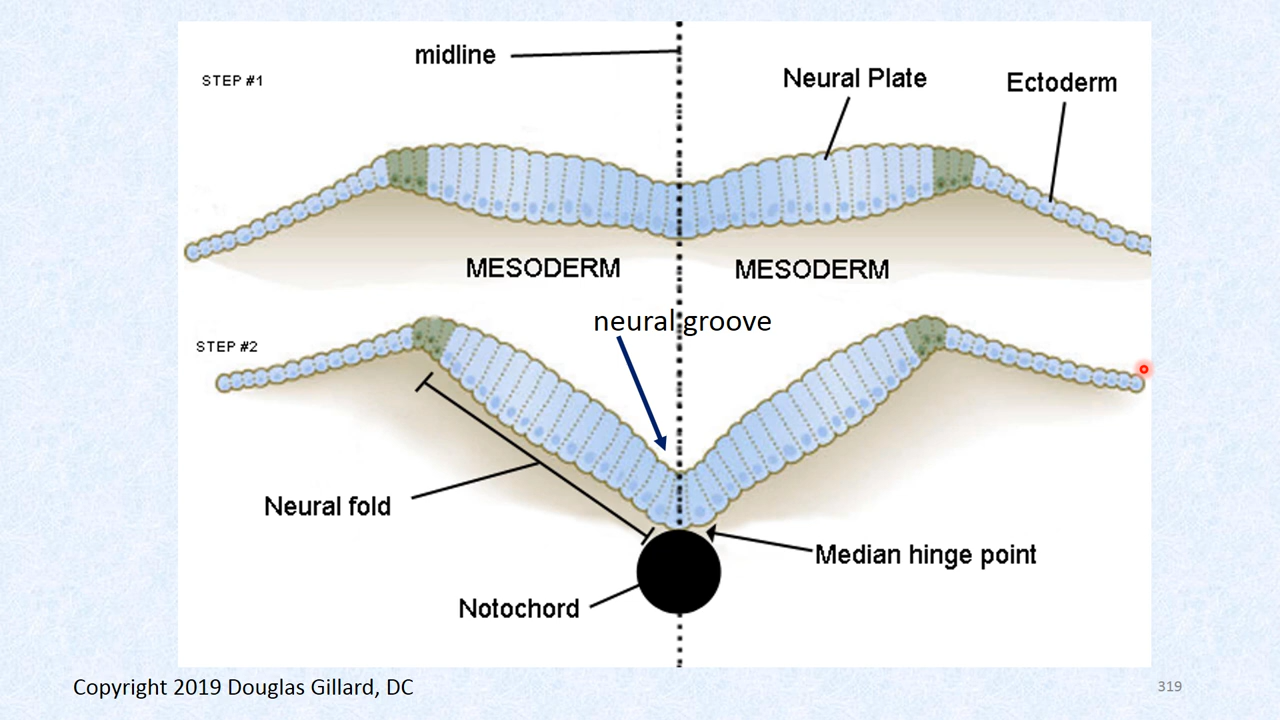 midline
STEP #1
Neural Plate
Ectoderm
MESODERM
MESODERM
neural groove
STEP #2
Neural fold
Median hinge point
Notochord
Copyright 2019 Douglas Gillard, DC
319